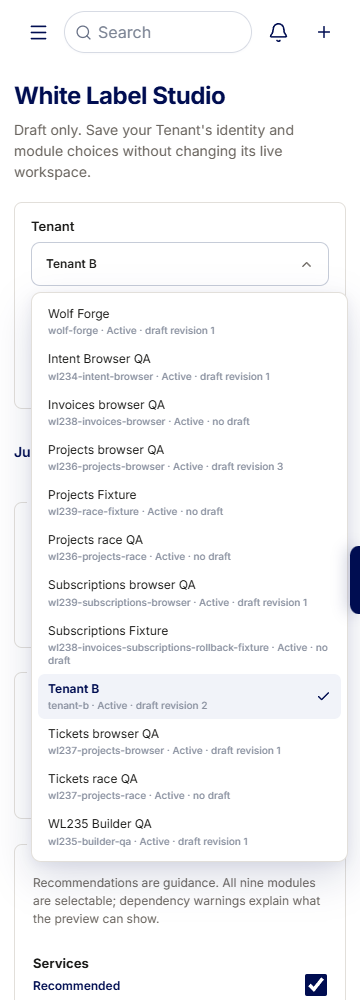 Search
White Label Studio
Draft only. Save your Tenant's identity and
module choices without changing its live
workspace.
Tenant
Tenant B
Wolf Forge
wolf-forge · Active · draft revision 1
Intent Browser QA
wl234-intent-browser · Active · draft revision 1
Invoices browser QA
wl238-invoices-browser · Active · no draft
Projects browser QA
wl236-projects-browser · Active · draft revision 3
Projects Fixture
wl239-race-fixture · Active · no draft
Projects race QA
wl236-projects-race · Active · no draft
Subscriptions browser QA
wl239-subscriptions-browser · Active · draft revision 1
Subscriptions Fixture
wl238-invoices-subscriptions-rollback-fixture · Active · no
draft
Ju
Tenant B
tenant-b · Active · draft revision 2
Tickets browser QA
wl237-projects-browser · Active · draft revision 1
Tickets race QA
wl237-projects-race · Active · no draft
WL235 Builder QA
wl235-builder-qa · Active · draft revision 1
Recommendations are guidance. All nine modules
are selectable; dependency warnings explain what
the preview can show.
Services
Recommended